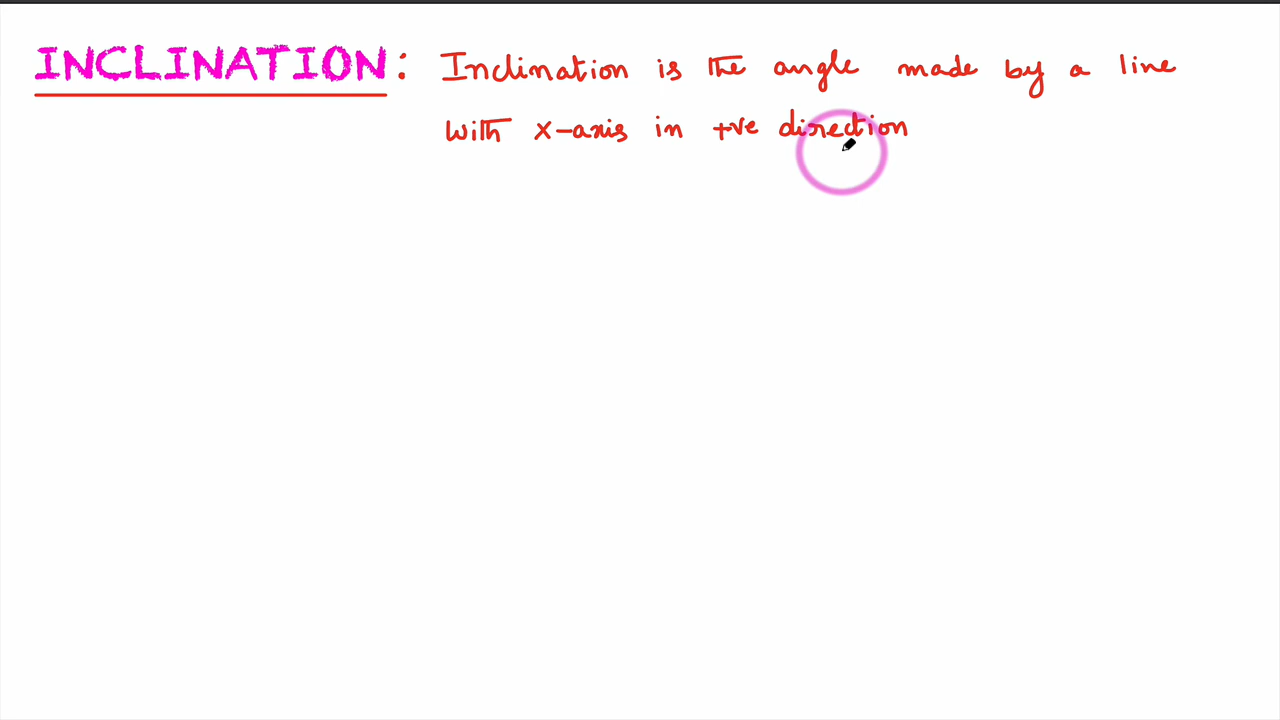 INCLINATION : Inclination is the angle made by a line
with x-axis in +ve direction